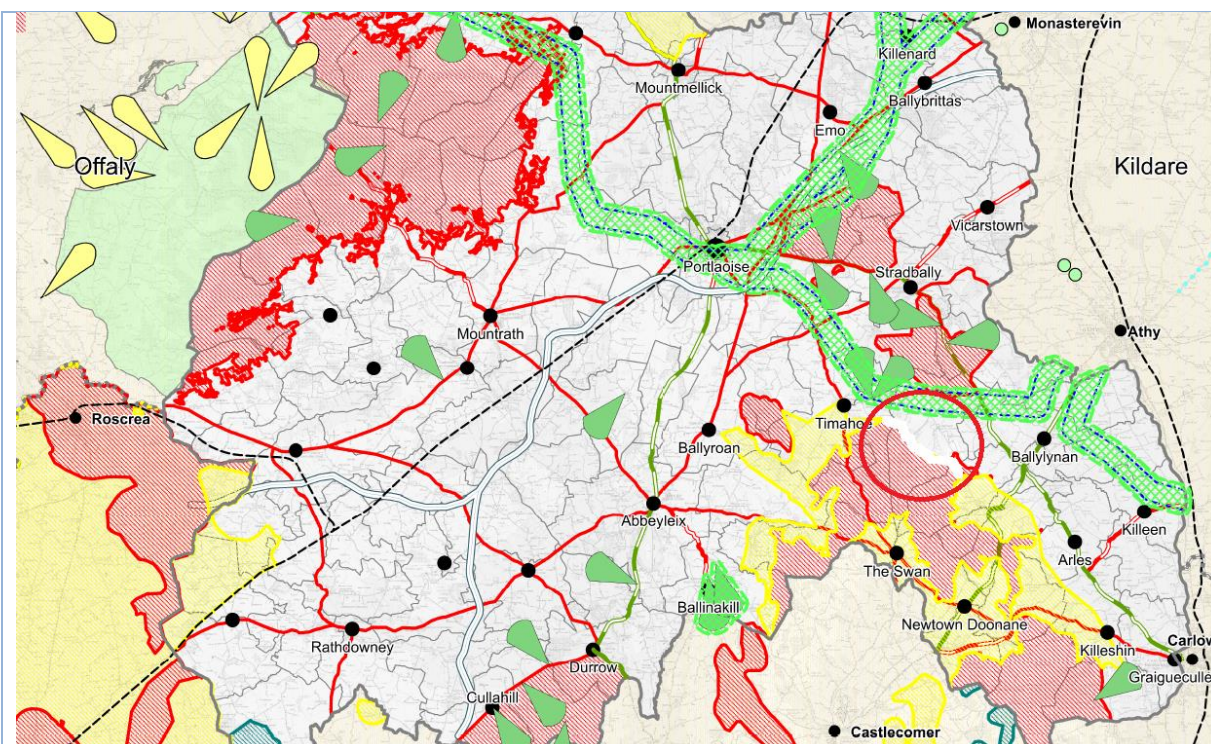 Monasterevin
Killenard
Mountmellick
Ballybrittas
Emo
Offaly
Kildare
Vicarstown
Portlaoise
Stradbally
Mountrath
Athy
Roscrea
Timahoe
Ballyroan
Ballylynan
Abbeyleix
Killeen
The Swan
Arles
Ballinakill
Newtown Doonane
Rathdowney
Killeshin
Carlow
Durrow
Graigueculle
Cullahill
Castlecomer